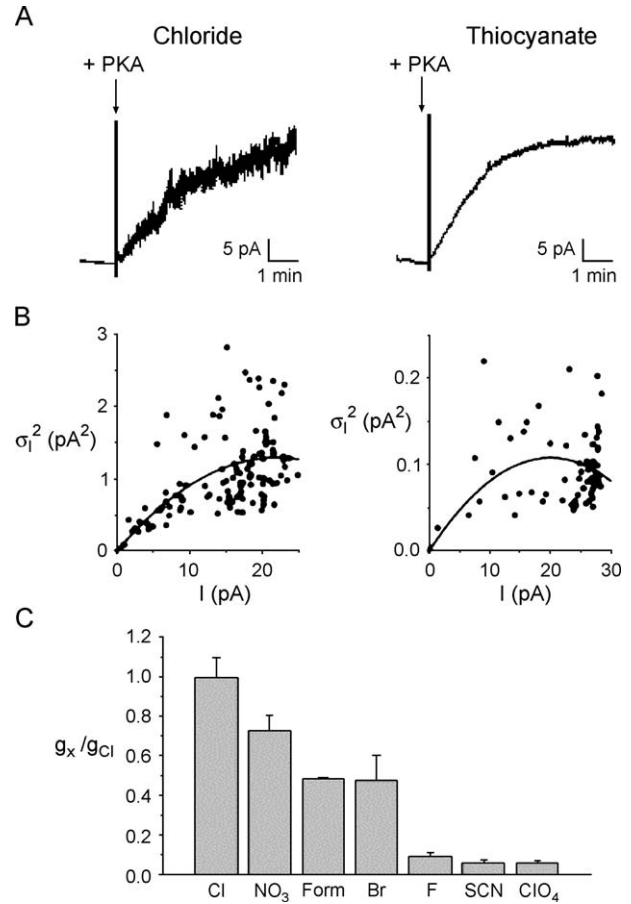 A
Chloride
Thiocyanate
+ PKA
+ PKA
5 pA
1 min
5 pA
1 min
B
3
2
1
0
σI2 (pA2)
0 10 20
I (pA)
0.2
0.1
0.0
σI2 (pA2)
0 10 20 30
I (pA)
C
1.2
1.0
0.8
0.6
0.4
0.2
0.0
gx/gCl
Cl NO3 Form Br F SCN ClO4